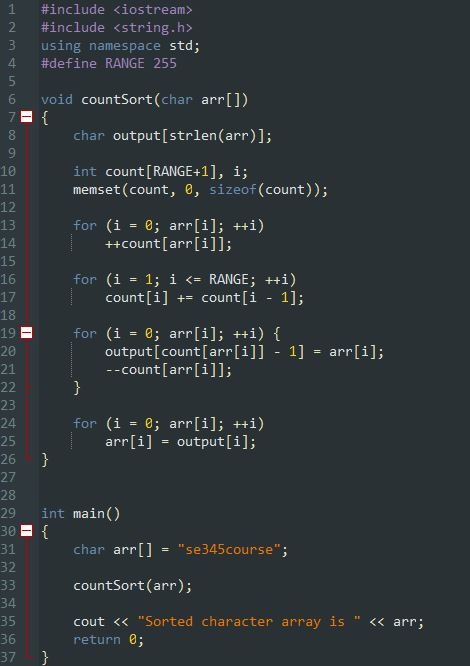 1 #include <iostream>
2 #include <string.h>
3 using namespace std;
4 #define RANGE 255
5
6 void countSort(char arr[])
7 {
8     char output[strlen(arr)];
9
10     int count[RANGE+1], i;
11     memset(count, 0, sizeof(count));
12
13     for (i = 0; arr[i]; ++i)
14         ++count[arr[i]];
15
16     for (i = 1; i <= RANGE; ++i)
17         count[i] += count[i - 1];
18
19     for (i = 0; arr[i]; ++i) {
20         output[count[arr[i]] - 1] = arr[i];
21         --count[arr[i]];
22     }
23
24     for (i = 0; arr[i]; ++i)
25         arr[i] = output[i];
26 }
27
28
29 int main()
30 {
31     char arr[] = "se345course";
32
33     countSort(arr);
34
35     cout << "Sorted character array is " << arr;
36     return 0;
37 }